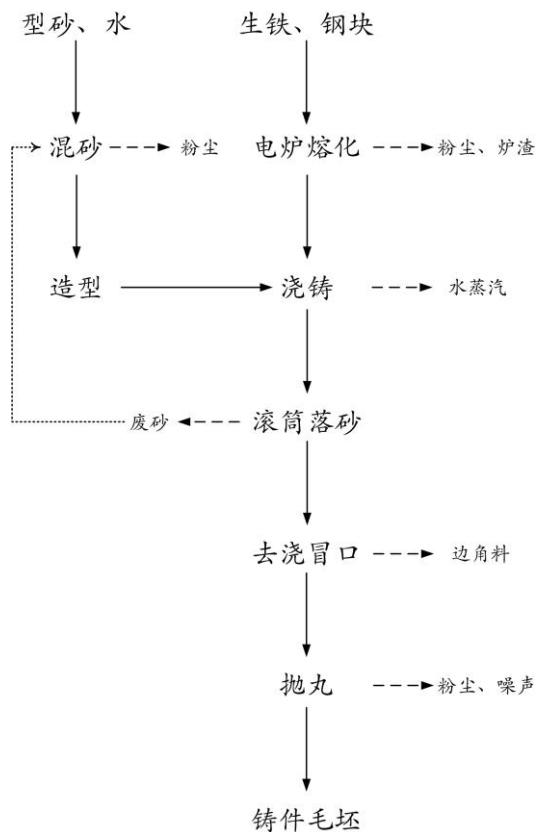 型砂、水
生铁、钢块
混砂
粉尘
电炉熔化
粉尘、炉渣
造型
浇铸
水蒸汽
废砂
滚筒落砂
去浇冒口
边角料
抛丸
粉尘、噪声
铸件毛坯